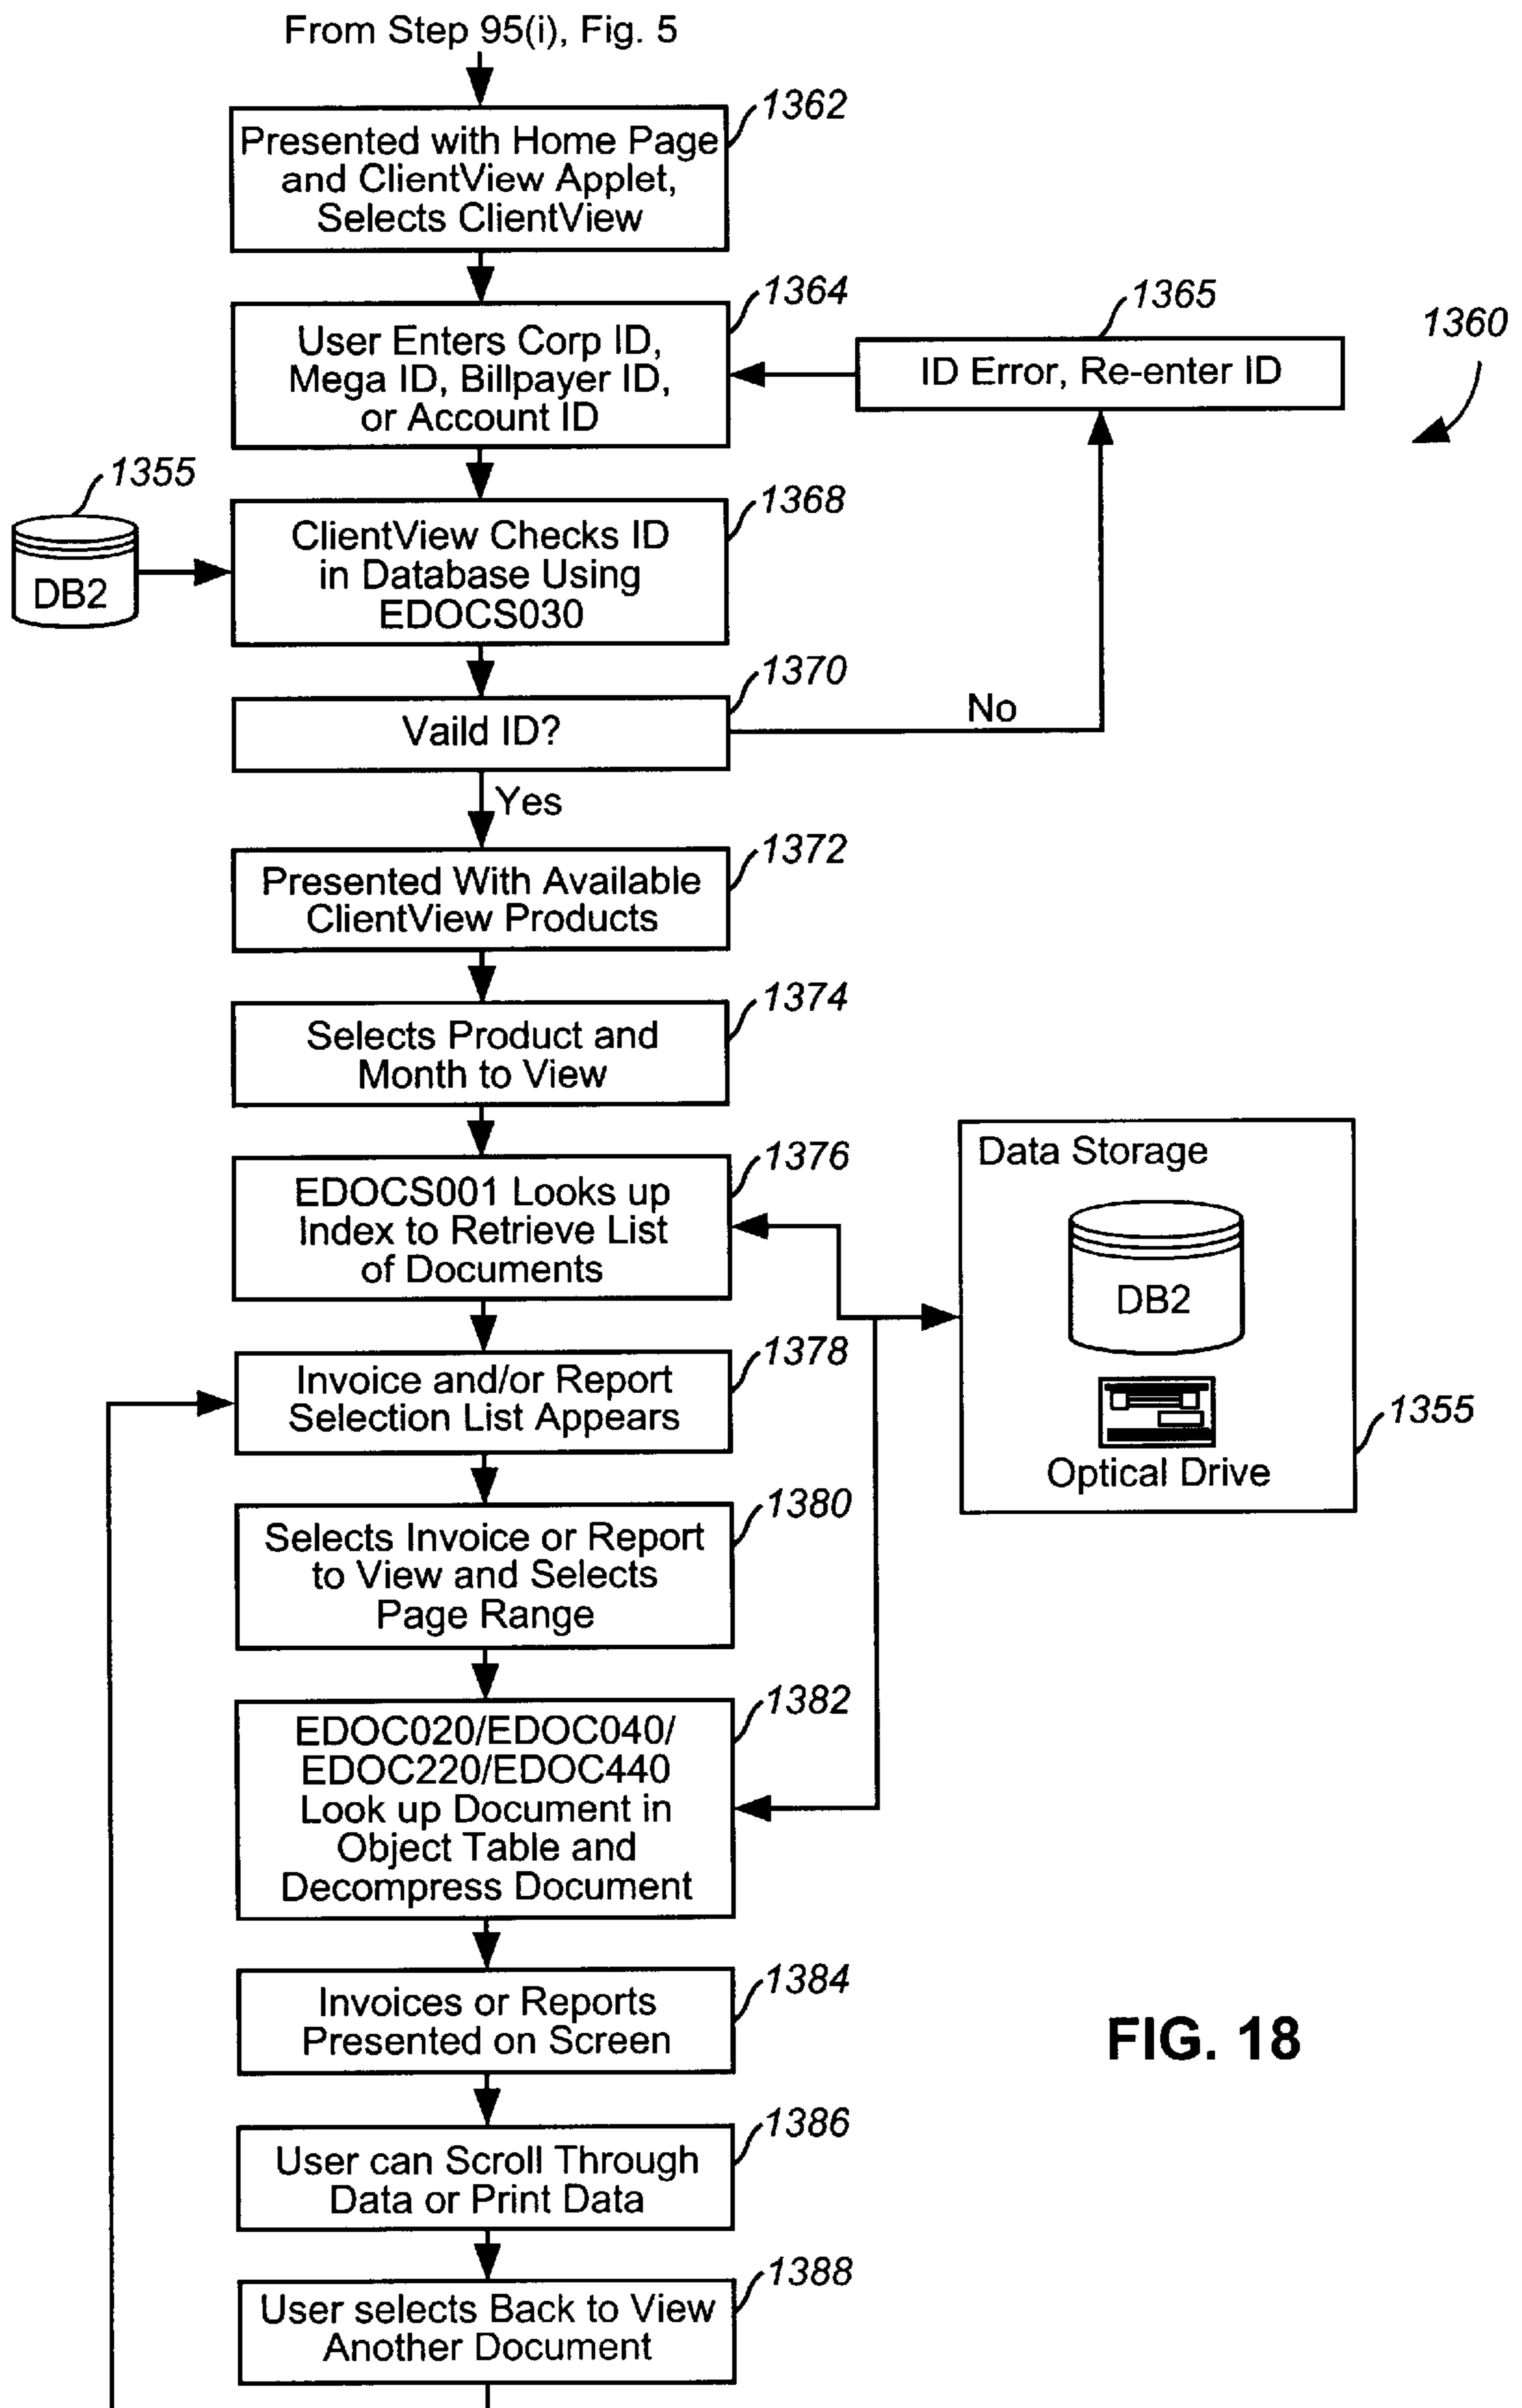 From Step 95(i), Fig. 5
1362
Presented with Home Page
and ClientView Applet,
Selects ClientView
1364
User Enters Corp ID,
Mega ID, Billpayer ID,
or Account ID
1365
ID Error, Re-enter ID
1360
1355
DB2
1368
ClientView Checks ID
in Database Using
EDOCS030
1370
Vaild ID?
No
Yes
1372
Presented With Available
ClientView Products
1374
Selects Product and
Month to View
1376
EDOCS001 Looks up
Index to Retrieve List
of Documents
Data Storage
DB2
Optical Drive
1355
1378
Invoice and/or Report
Selection List Appears
1380
Selects Invoice or Report
to View and Selects
Page Range
1382
EDOC020/EDOC040/
EDOC220/EDOC440
Look up Document in
Object Table and
Decompress Document
1384
Invoices or Reports
Presented on Screen
FIG. 18
1386
User can Scroll Through
Data or Print Data
1388
User selects Back to View
Another Document